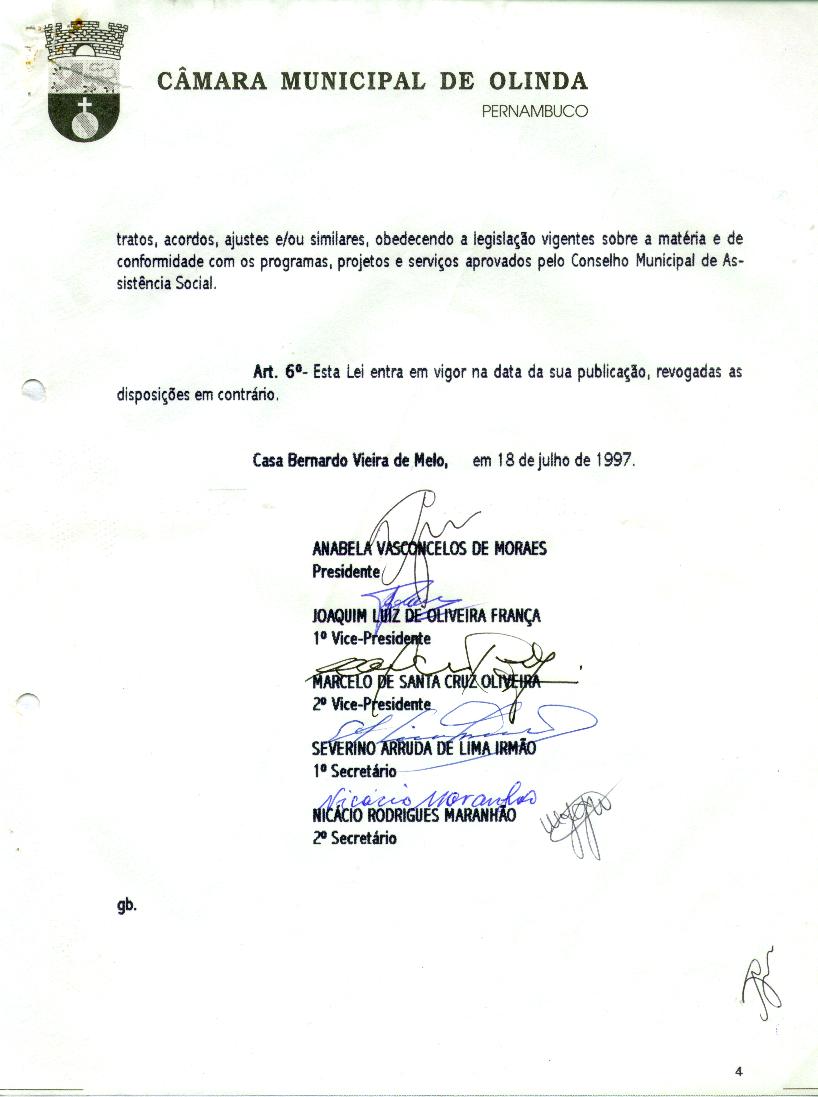 CÂMARA MUNICIPAL DE OLINDA
PERNAMBUCO
tratos, acordos, ajustes e/ou similares, obedecendo a legislação vigentes sobre a matéria e de
conformidade com os programas, projetos e serviços aprovados pelo Conselho Municipal de As-
sistência Social.
Art. 6º- Esta Lei entra em vigor na data da sua publicação, revogadas as
disposições em contrário.
Casa Bernardo Vieira de Melo, em 18 de julho de 1997.
ANABELA VASCONCELOS DE MORAES
Presidente
JOAQUIM LUIZ DE OLIVEIRA FRANÇA
1º Vice-Presidente
MARCELO DE SANTA CRUZ OLIVEIRA
2º Vice-Presidente
SEVERINO ARRUDA DE LIMA IRMÃO
1º Secretário
Nicácio Maranhão
NICÁCIO RODRIGUES MARANHÃO
2º Secretário
gb.
4